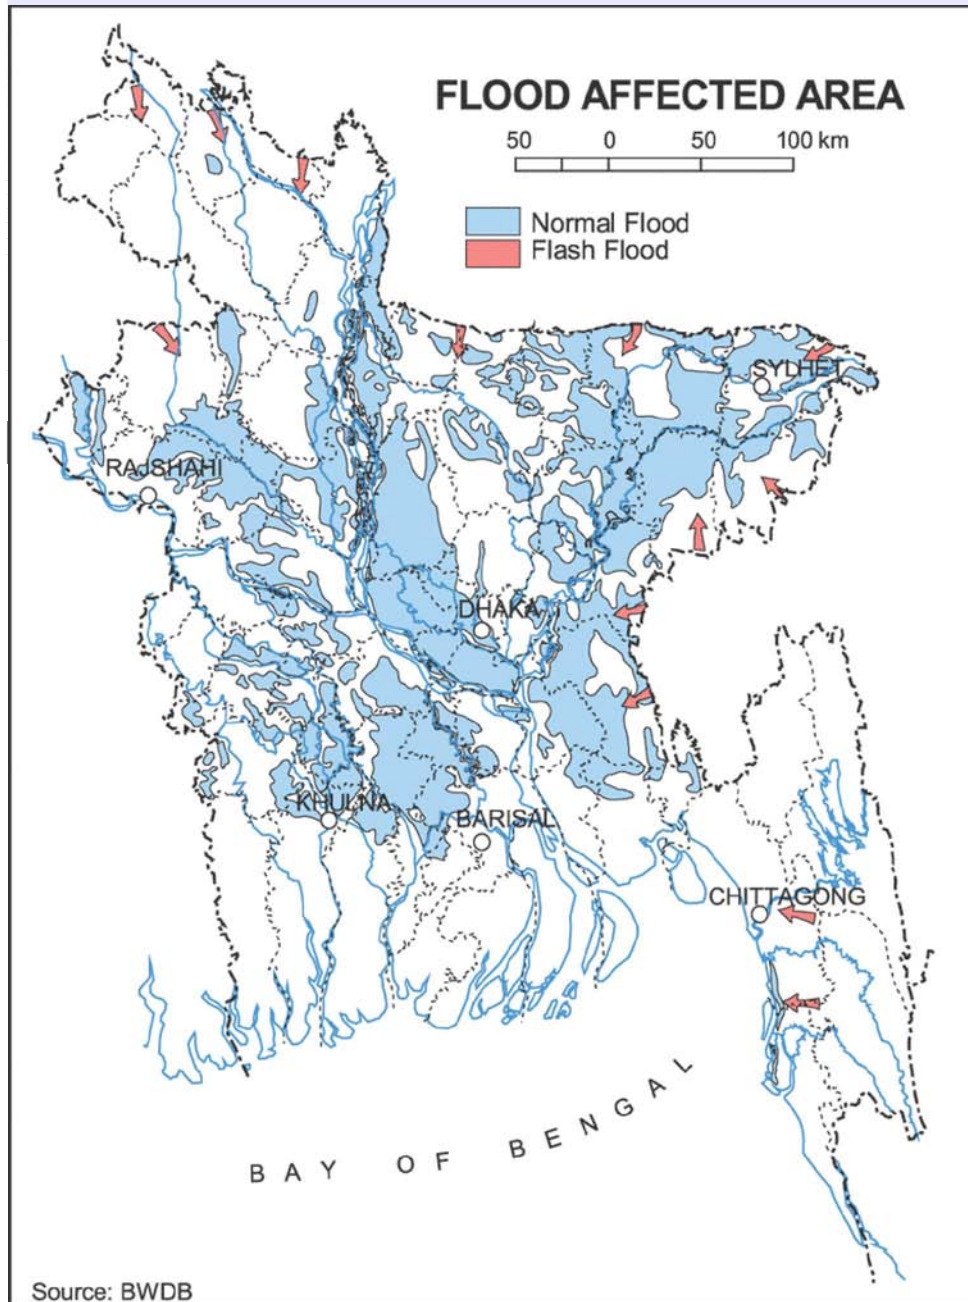 FLOOD AFFECTED AREA
50 0 50 100 km
Normal Flood
Flash Flood
SYLHET
RAJSHAHI
DHAKA
KHULNA
BARISAL
CHITTAGONG
BAY OF BENGAL
Source: BWDB